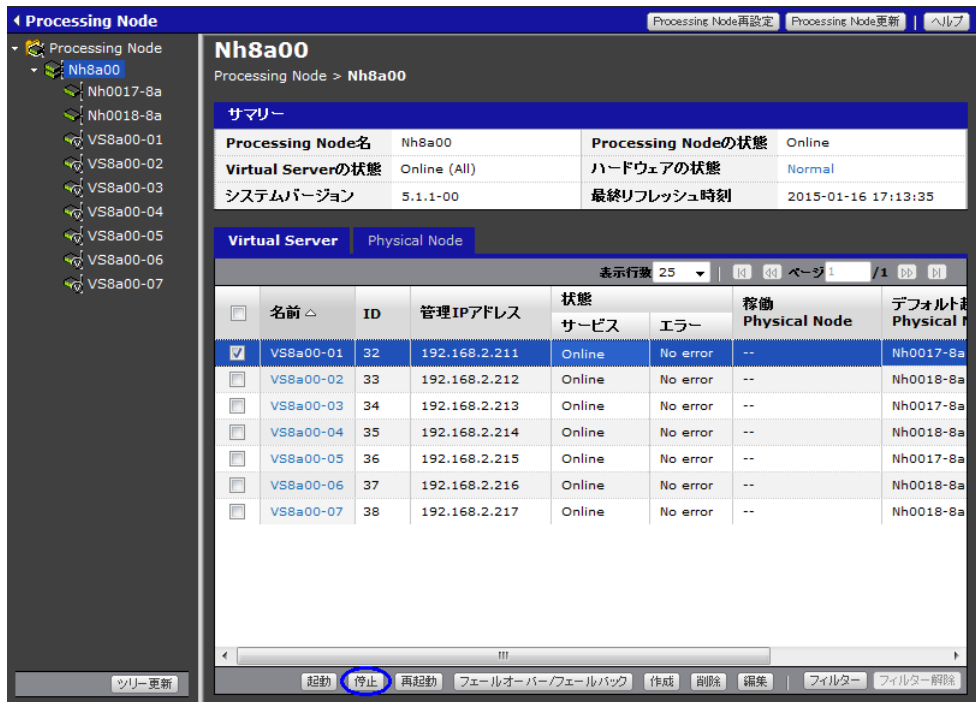 Processing Node
Processing Node再設定 Processing Node更新 | ヘルプ
Processing Node
Nh8a00
Nh0017-8a
Nh0018-8a
VS8a00-01
VS8a00-02
VS8a00-03
VS8a00-04
VS8a00-05
VS8a00-06
VS8a00-07
ツリー更新
Nh8a00
Processing Node > Nh8a00
サマリー
Processing Node名 Nh8a00 Processing Nodeの状態 Online
Virtual Serverの状態 Online (All) ハードウェアの状態 Normal
システムバージョン 5.1.1-00 最終リフレッシュ時刻 2015-01-16 17:13:35
Virtual Server Physical Node
表示行数 25 ページ 1 /1
名前 ID 管理IPアドレス 状態 サービス エラー 稼働 Physical Node デフォルト Physical
VS8a00-01 32 192.168.2.211 Online No error -- Nh0017-8a
VS8a00-02 33 192.168.2.212 Online No error -- Nh0018-8a
VS8a00-03 34 192.168.2.213 Online No error -- Nh0017-8a
VS8a00-04 35 192.168.2.214 Online No error -- Nh0018-8a
VS8a00-05 36 192.168.2.215 Online No error -- Nh0017-8a
VS8a00-06 37 192.168.2.216 Online No error -- Nh0018-8a
VS8a00-07 38 192.168.2.217 Online No error -- Nh0018-8a
起動 停止 再起動 フェールオーバー/フェールバック 作成 削除 編集 | フィルター フィルター解除